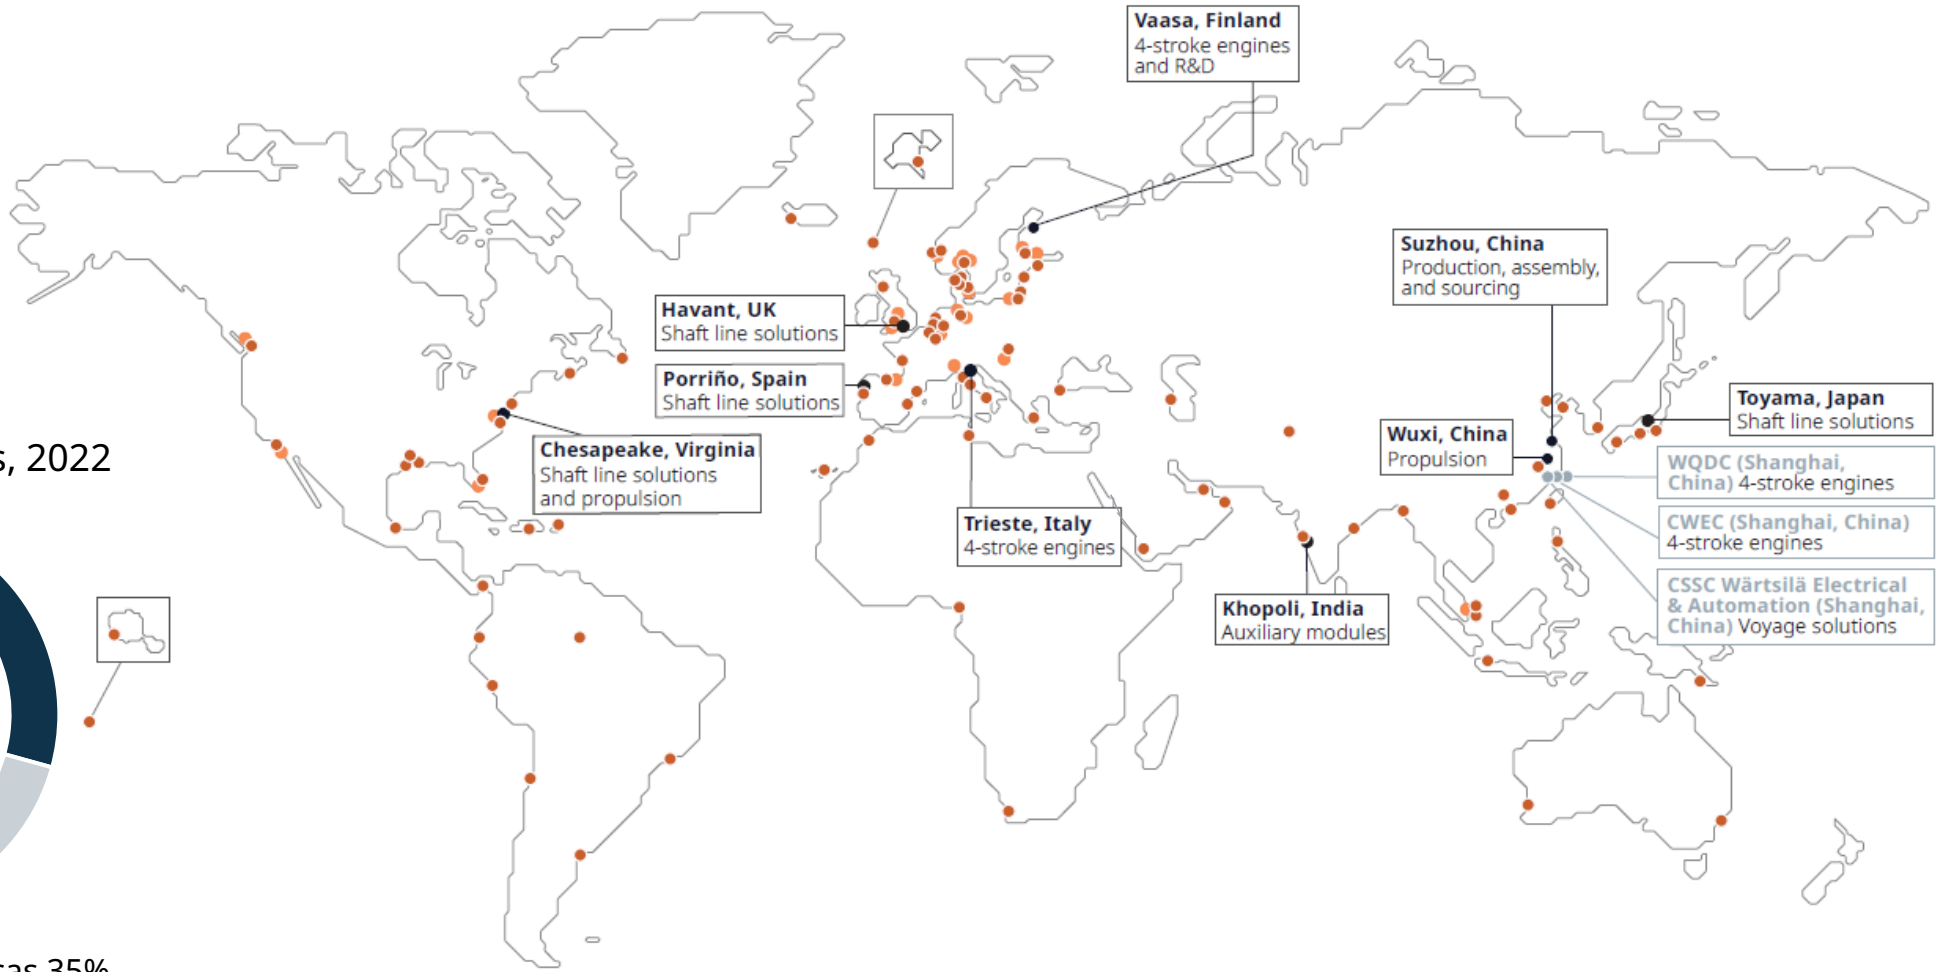 Vaasa, Finland
4-stroke engines
and R&D
Suzhou, China
Production, assembly,
and sourcing
Havant, UK
Shaft line solutions
Porriño, Spain
Shaft line solutions
Toyama, Japan
Shaft line solutions
Wuxi, China
Propulsion
Chesapeake, Virginia
Shaft line solutions
and propulsion
s, 2022
WQDC (Shanghai,
China) 4-stroke engines
Trieste, Italy
4-stroke engines
CWEC (Shanghai, China)
4-stroke engines
CSSC Wärtsilä Electrical
& Automation (Shanghai,
China) Voyage solutions
Khopoli, India
Auxiliary modules
cas 35%